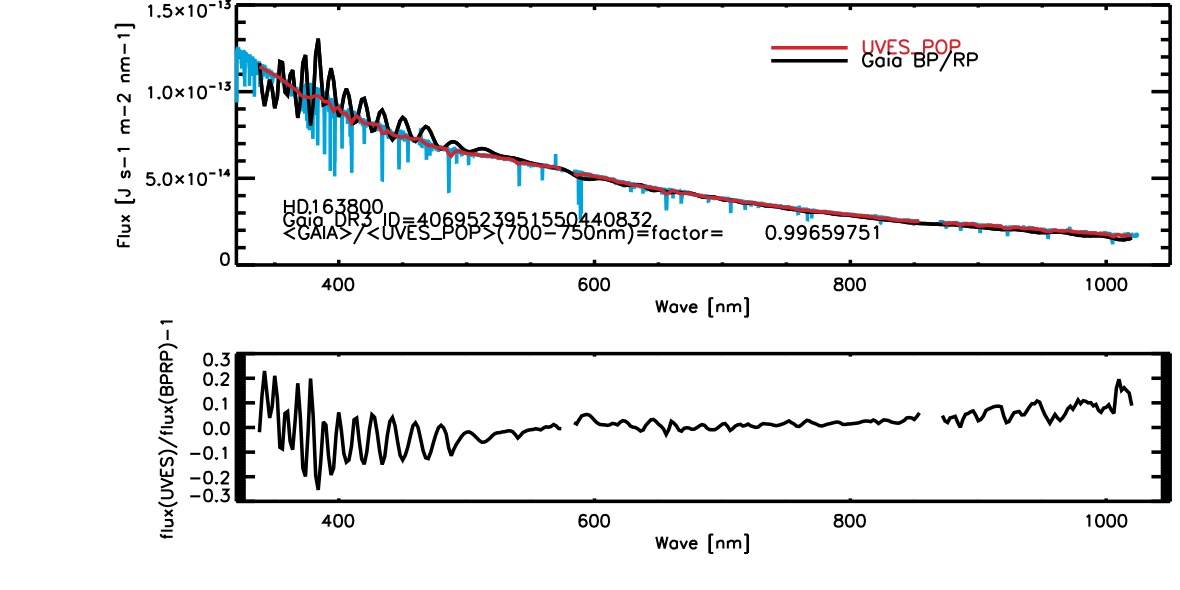 1.5×10−13
1.0×10−13
5.0×10−14
0
Flux [J s−1 m−2 nm−1]
UVES_POP
Gaia BP/RP
HD163800
Gaia DR3 ID=4069523951550440832
<GAIA>/<UVES_POP>(700−750nm)=factor= 0.99659751
400 600 800 1000
Wave [nm]
flux(UVES)/flux(BPRP)−1
0.3
0.2
0.1
0.0
−0.1
−0.2
−0.3
400 600 800 1000
Wave [nm]